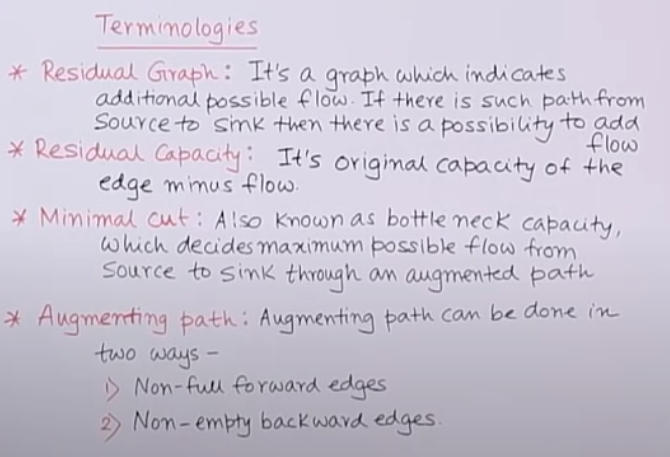 Terminologies
* Residual Graph: It's a graph which indicates
additional possible flow. If there is such path from
Source to sink then there is a possibility to add
flow
* Residual Capacity: It's original capacity of the
edge minus flow.
* Minimal cut: Also known as bottle neck capacity,
which decides maximum possible flow from
Source to sink through an augmented path
* Augmenting path: Augmenting path can be done in
two ways -
1) Non-full forward edges
2) Non-empty backward edges.